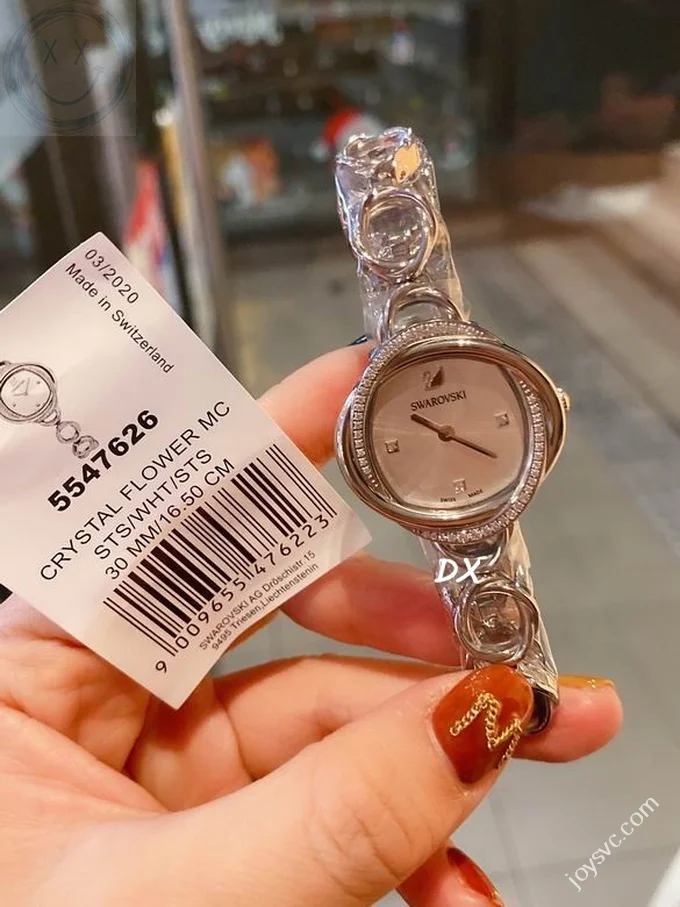 03/2020
Made in Switzerland
5547626
CRYSTAL FLOWER MC
STS/WHT/STS
30 MM/16.50 CM
9 009655 476223
SWAROVSKI AG Dröschistr.15
9495 Triesen,Liechtenstein
SWAROVSKI
SWISS MADE
DX
joysvc.com